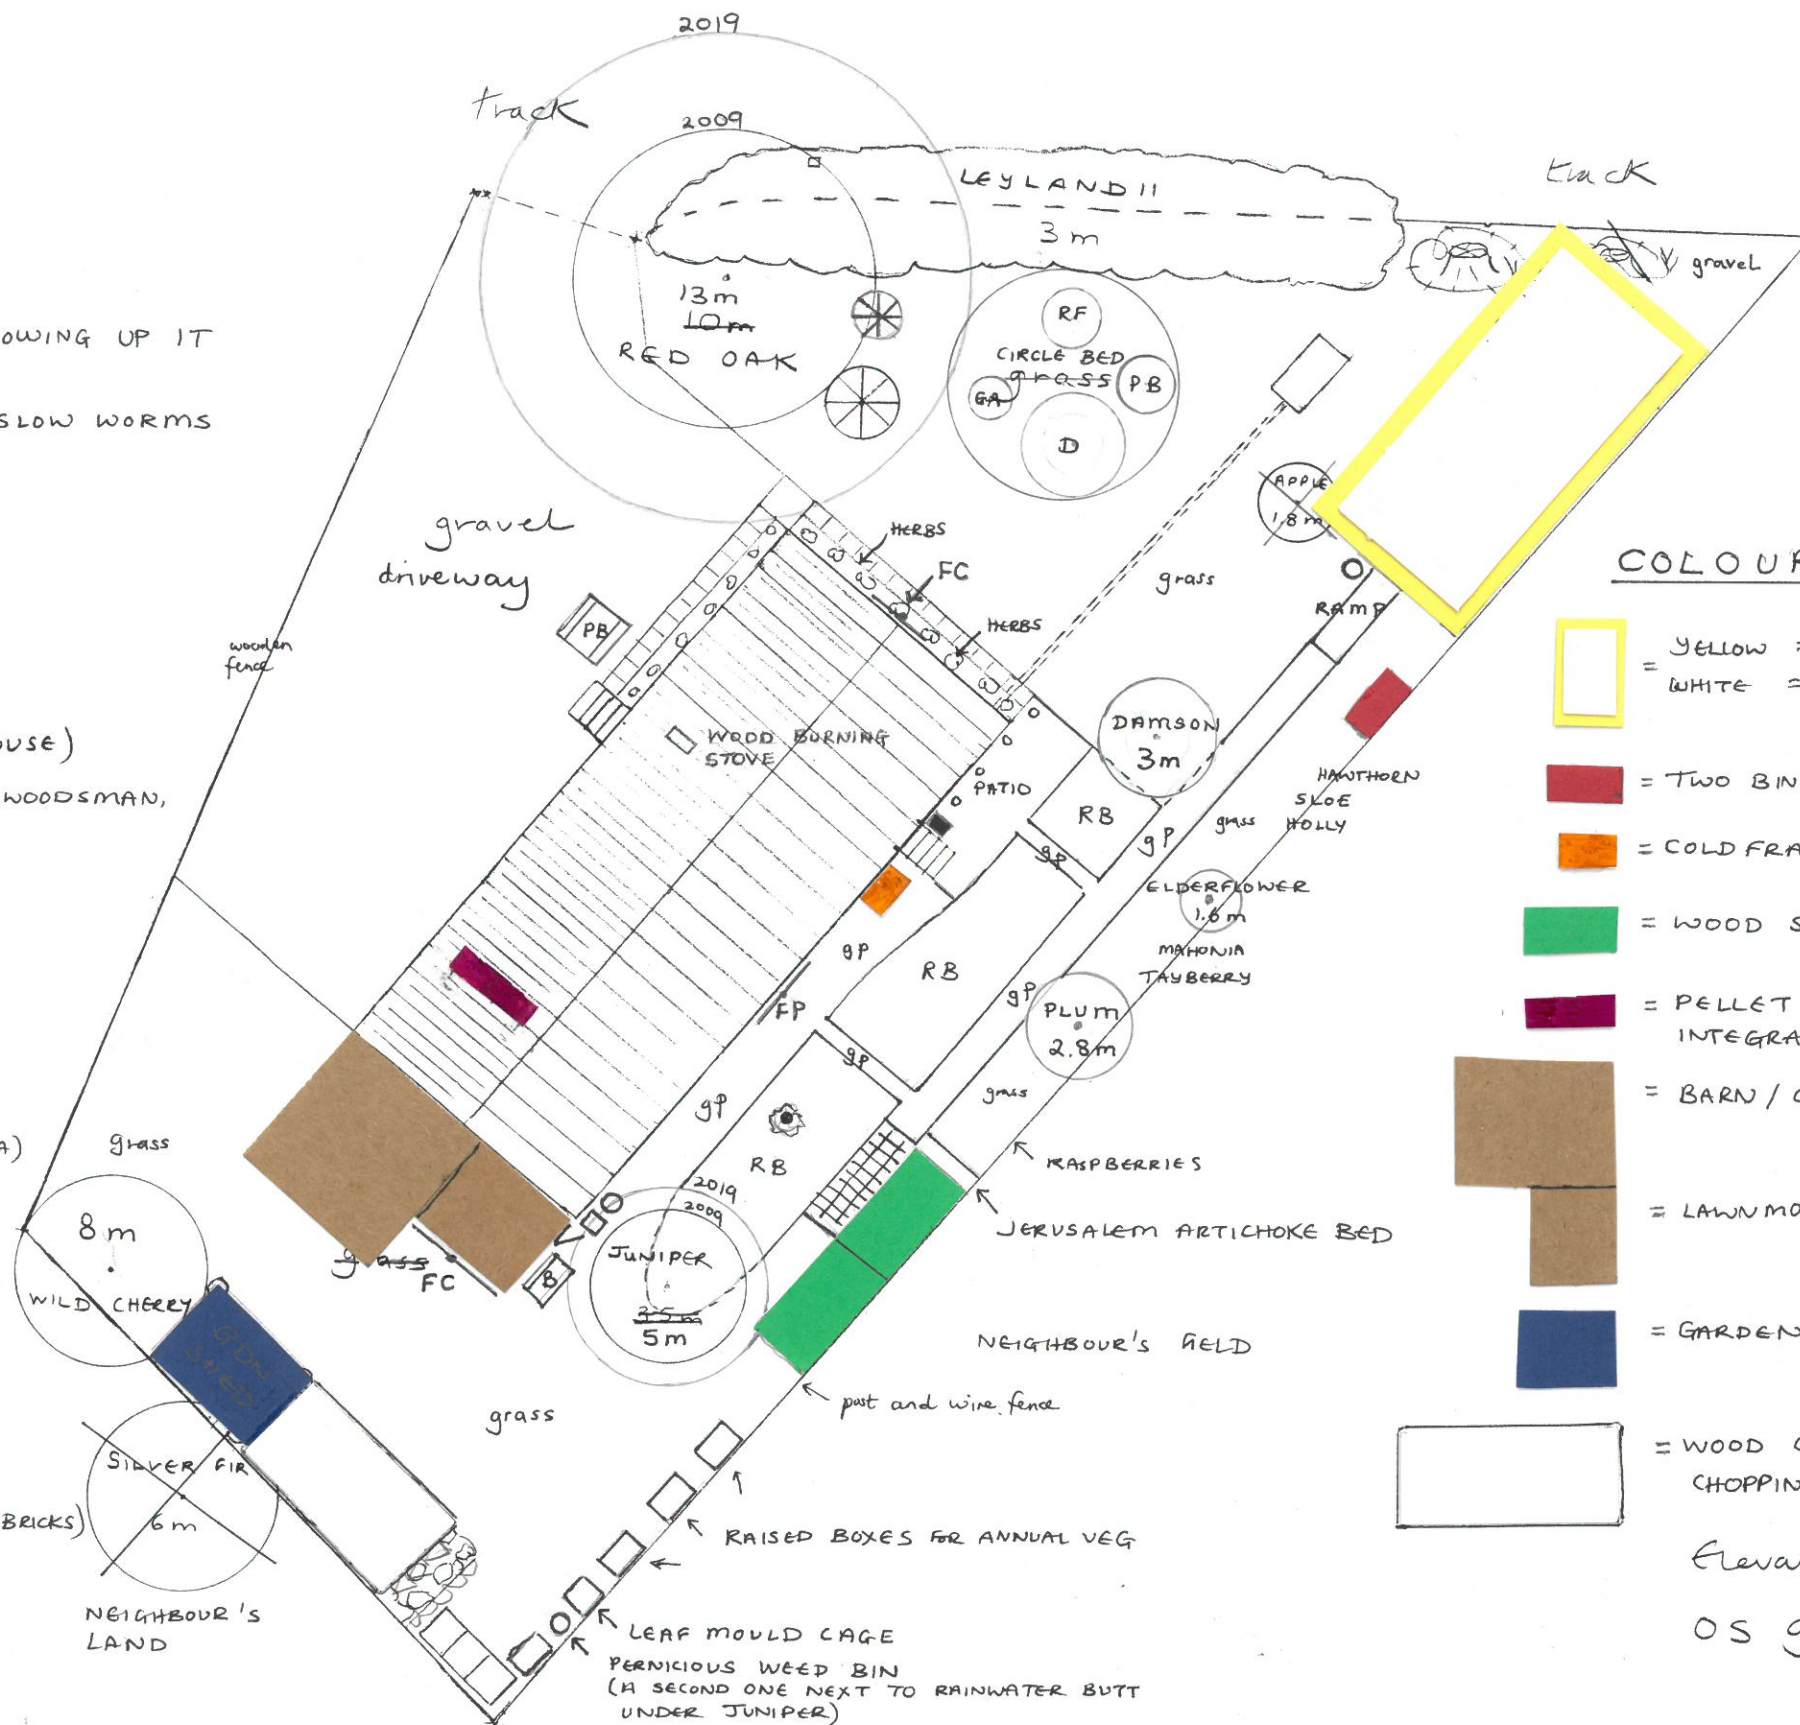 2019
track
2009
LEYLANDII
3m
track
gravel
13m
10m
RED OAK
RF
CIRCLE BED
grass
GA
PB
D
OWING UP IT
SLOW WORMS
APPLE
1.8m
gravel
driveway
HERBS
FC
HERBS
grass
RAMP
PB
wooden
fence
COLOUR
= YELLOW =
WHITE =
WOOD BURNING
STOVE
DAMSON
3m
PATIO
RB
HAWTHORN
SLOE
HOLLY
grass
gP
gP
= TWO BIN
OUSE)
WOODSMAN,
= COLD FRA
ELDERFLOWER
1.6m
MAHONIA
TAYBERRY
= WOOD S
gP
RB
gP
FP
PLUM
2.8m
= PELLET
INTEGRA
gP
gP
grass
= BARN / C
RB
RASPBERRIES
A)
grass
2019
2009
JUNIPER
3.5m
5m
JERUSALEM ARTICHOKE BED
= LAWNMO
8m
WILD CHERRY
grass
FC
B
GDN
SHED
NEIGHBOUR'S FIELD
= GARDEN
post and wire fence
grass
SILVER FIR
6m
BRICKS)
= WOOD C
CHOPPIN
RAISED BOXES FOR ANNUAL VEG
Eleva
NEIGHBOUR'S
LAND
OS g
LEAF MOULD CAGE
PERNICIOUS WEED BIN
(A SECOND ONE NEXT TO RAINWATER BUTT
UNDER JUNIPER)